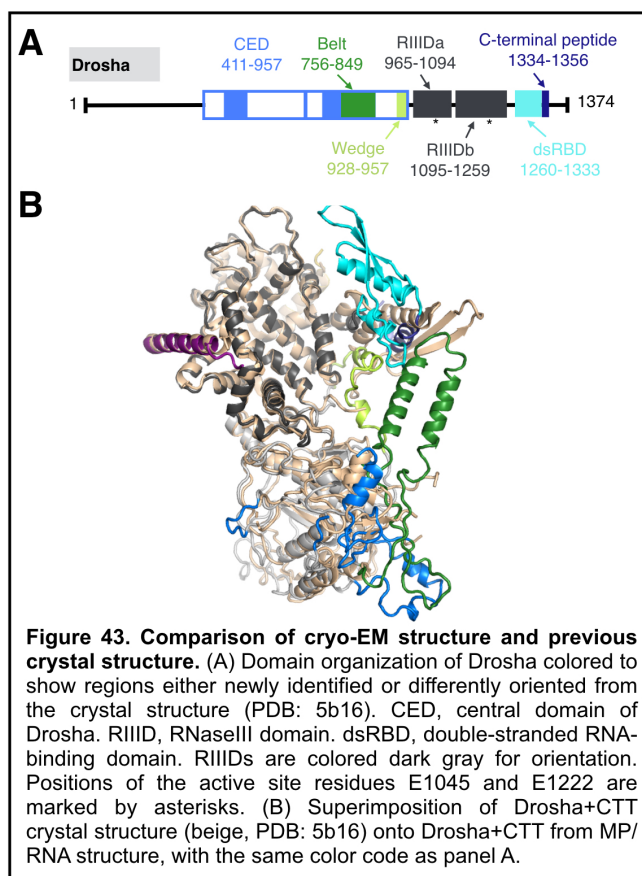 A
CED
411-957
Belt
756-849
RIIIDa
965-1094
C-terminal peptide
1334-1356
Drosha
1
1374
* *
Wedge
928-957
RIIIDb
1095-1259
dsRBD
1260-1333
B
Figure 43. Comparison of cryo-EM structure and previous
crystal structure. (A) Domain organization of Drosha colored to
show regions either newly identified or differently oriented from
the crystal structure (PDB: 5b16). CED, central domain of
Drosha. RIIID, RNaseIII domain. dsRBD, double-stranded RNA-
binding domain. RIIIDs are colored dark gray for orientation.
Positions of the active site residues E1045 and E1222 are
marked by asterisks. (B) Superimposition of Drosha+CTT
crystal structure (beige, PDB: 5b16) onto Drosha+CTT from MP/
RNA structure, with the same color code as panel A.